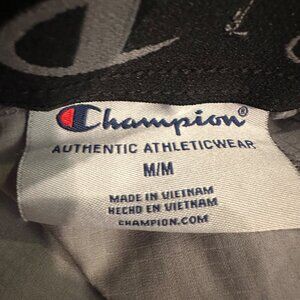 Champion®
AUTHENTIC ATHLETICWEAR
M/M
MADE IN VIETNAM
HECHO EN VIETNAM
CHAMPION.COM